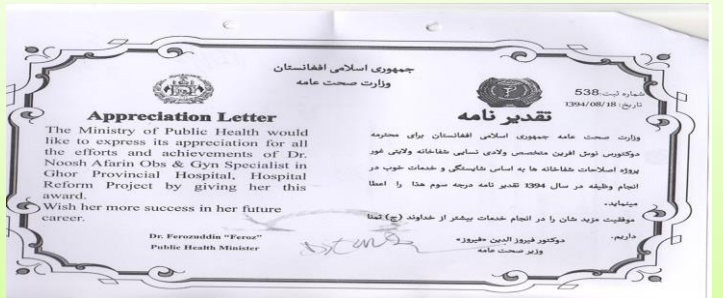 جمهوری اسلامی افغانستان
وزارت صحت عامه
Appreciation Letter
The Ministry of Public Health would
like to express its appreciation for all
the efforts and achievements of Dr.
Noosh Afarin Obs & Gyn Specialist in
Ghor Provincial Hospital, Hospital
Reform Project by giving her this
award.
Wish her more success in her future
career.
Dr. Ferozuddin "Feroz"
Public Health Minister
شماره ثبت: 538
تاریخ: 1394/08/18
تقدیر نامه
وزارت صحت عامه جمهوری اسلامی افغانستان برای محترمه
دوکتورس نوش افرین متخصص ولادی نسایی شفاخانه ولایتی غور
پروژه اصلاحات شفاخانه ها به اساس شایستگی و خدمات خوب در
انجام وظیفه در سال 1394 تقدیر نامه درجه سوم هذا را اعطا
مینماید.
موفقیت مزید شان را در انجام خدمات بیشتر از خداوند (ج) تمنا
داریم.
دوکتور فیروز الدین «فیروز»
وزیر صحت عامه